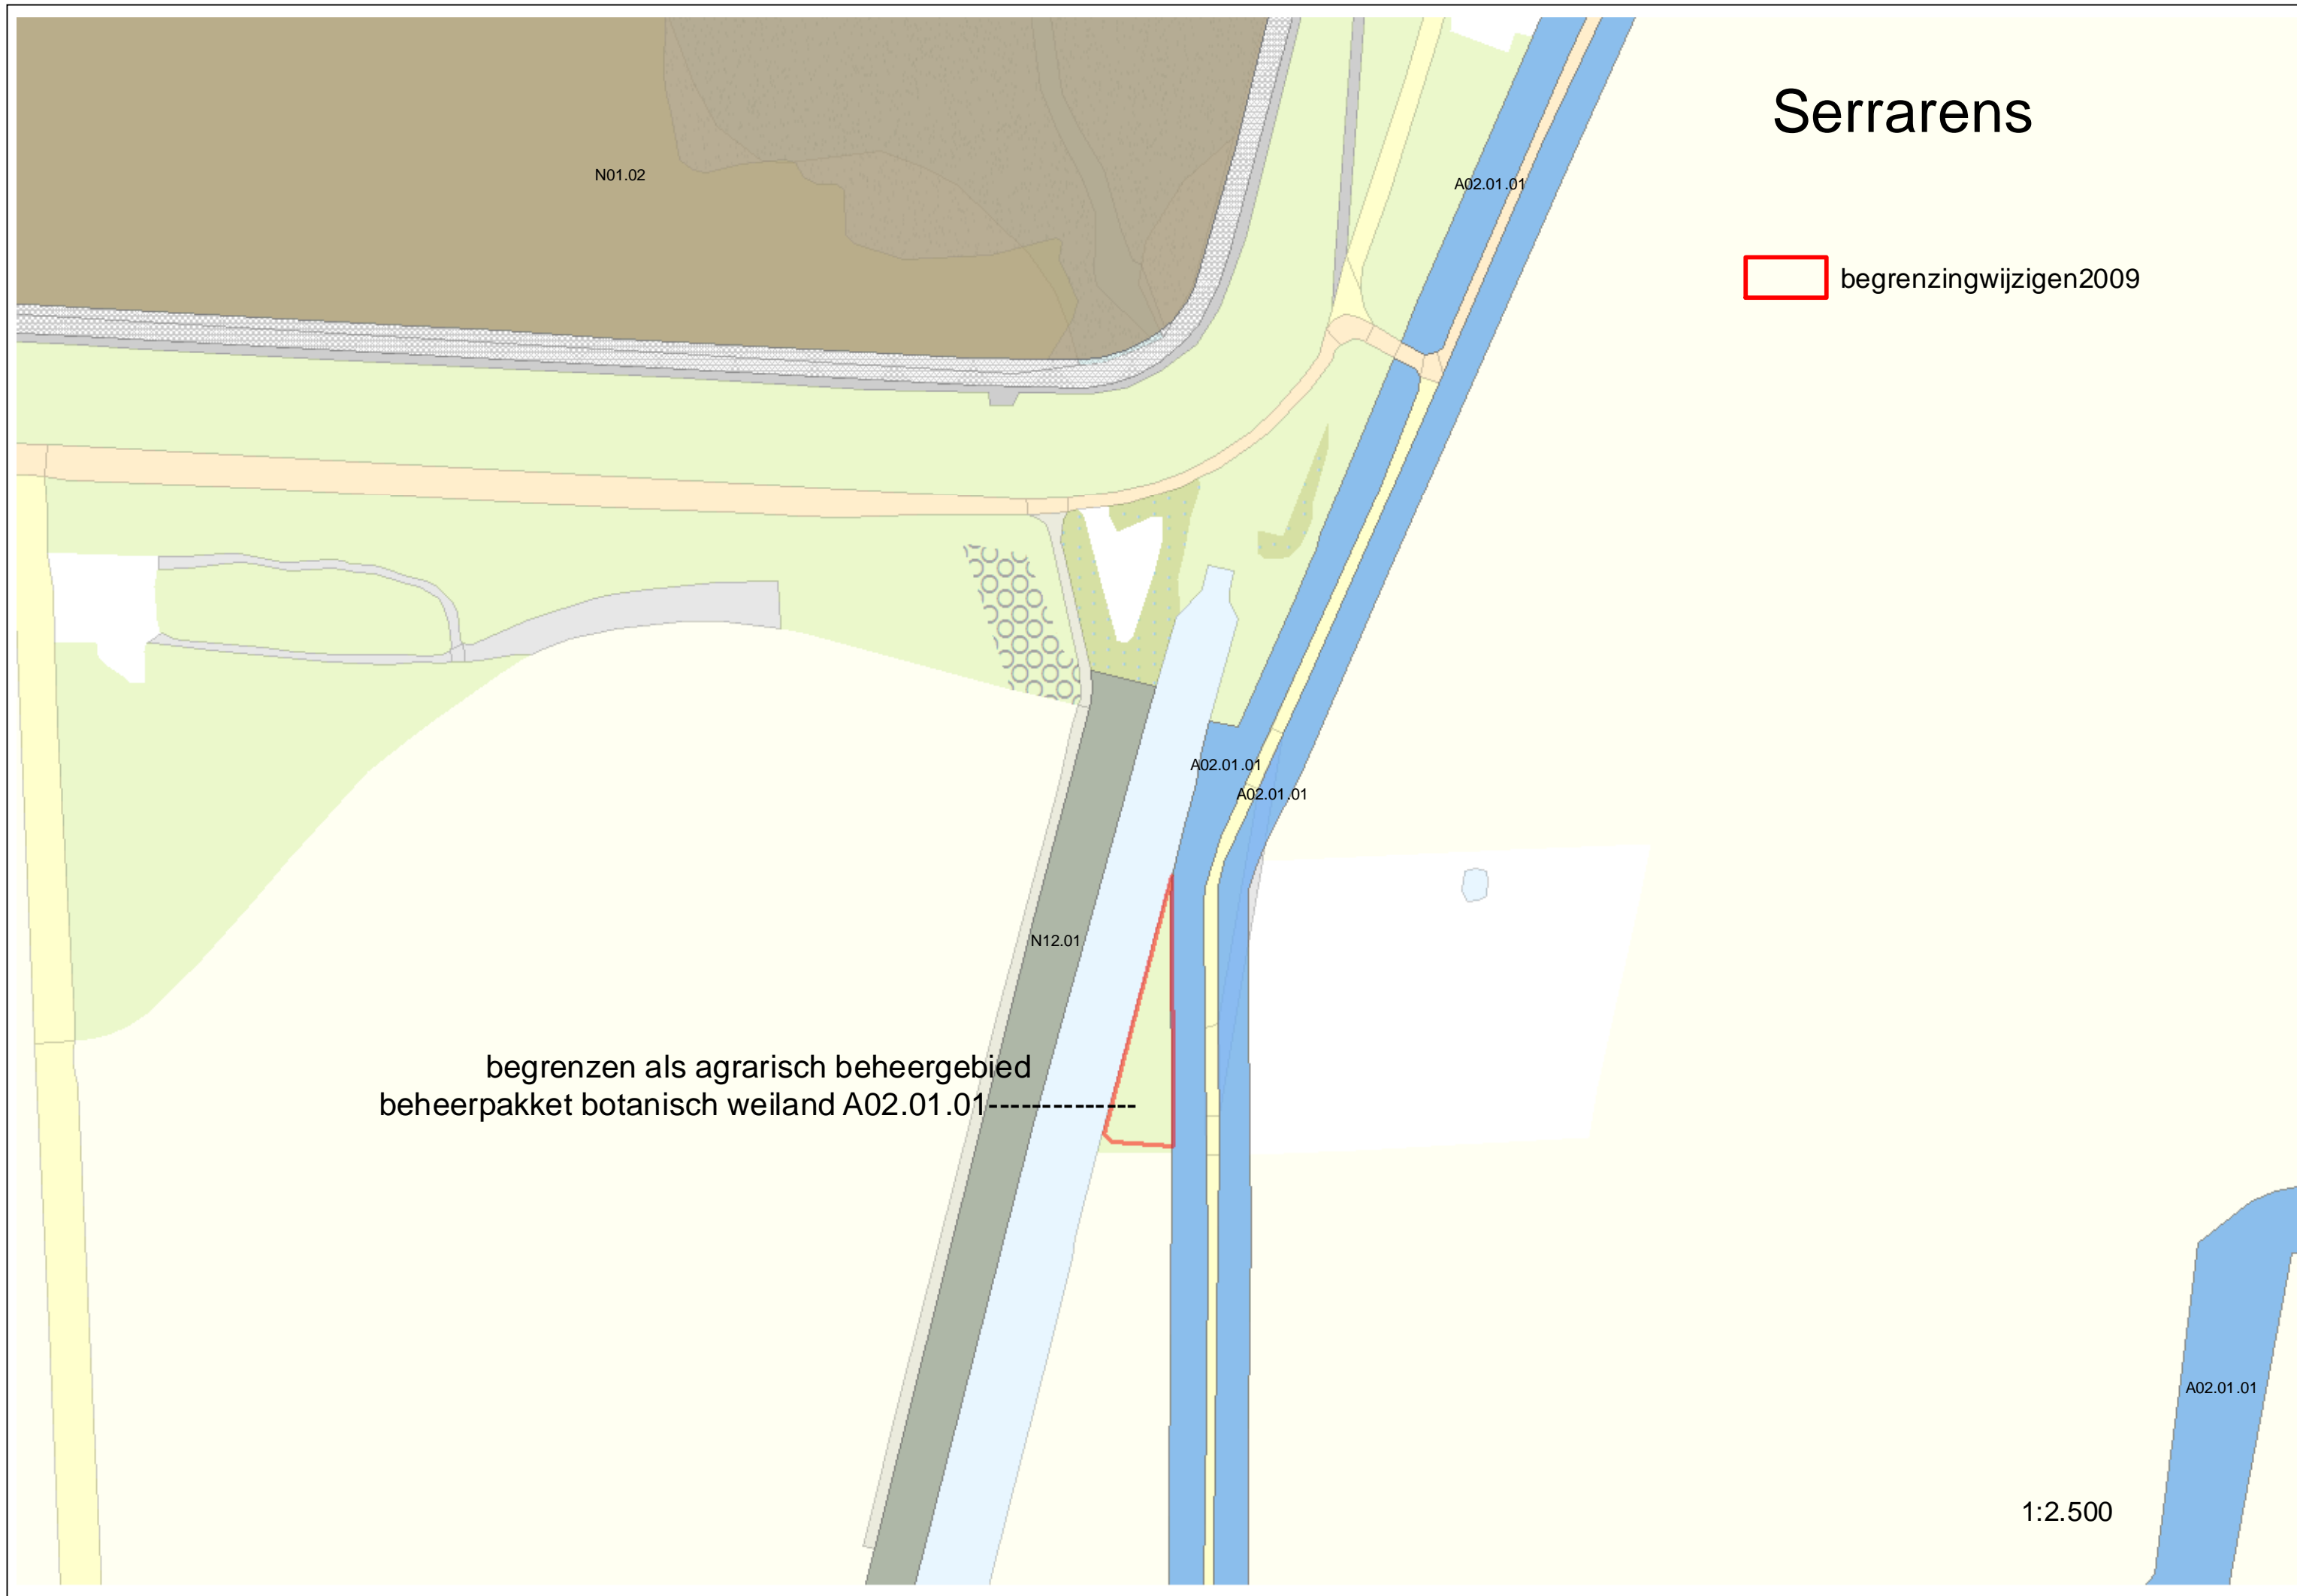 Serrarens
N01.02
A02.01.01
begrenzingwijzigen2009
A02.01.01
A02.01.01
N12.01
begrenzen als agrarisch beheergebied
beheerpakket botanisch weiland A02.01.01------------
A02.01.01
1:2.500